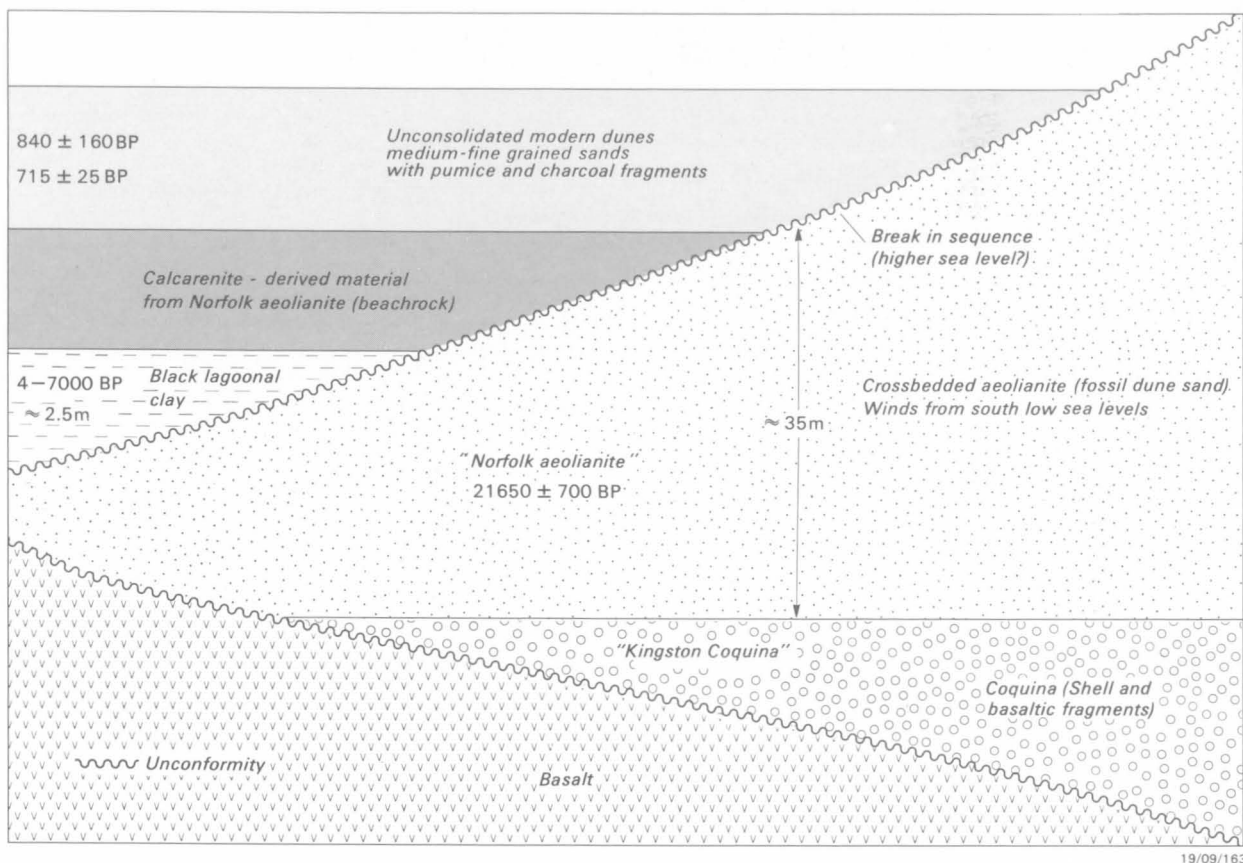 840 ± 160 BP
715 ± 25 BP
Unconsolidated modern dunes
medium-fine grained sands
with pumice and charcoal fragments
Break in sequence
(higher sea level?)
Calcarenite - derived material
from Norfolk aeolianite (beachrock)
4—7000 BP
≈ 2.5m
Black lagoonal
clay
Crossbedded aeolianite (fossil dune sand)
Winds from south low sea levels
≈ 35m
"Norfolk aeolianite"
21650 ± 700 BP
"Kingston Coquina"
Coquina (Shell and
basaltic fragments)
Unconformity
Basalt
19/09/163